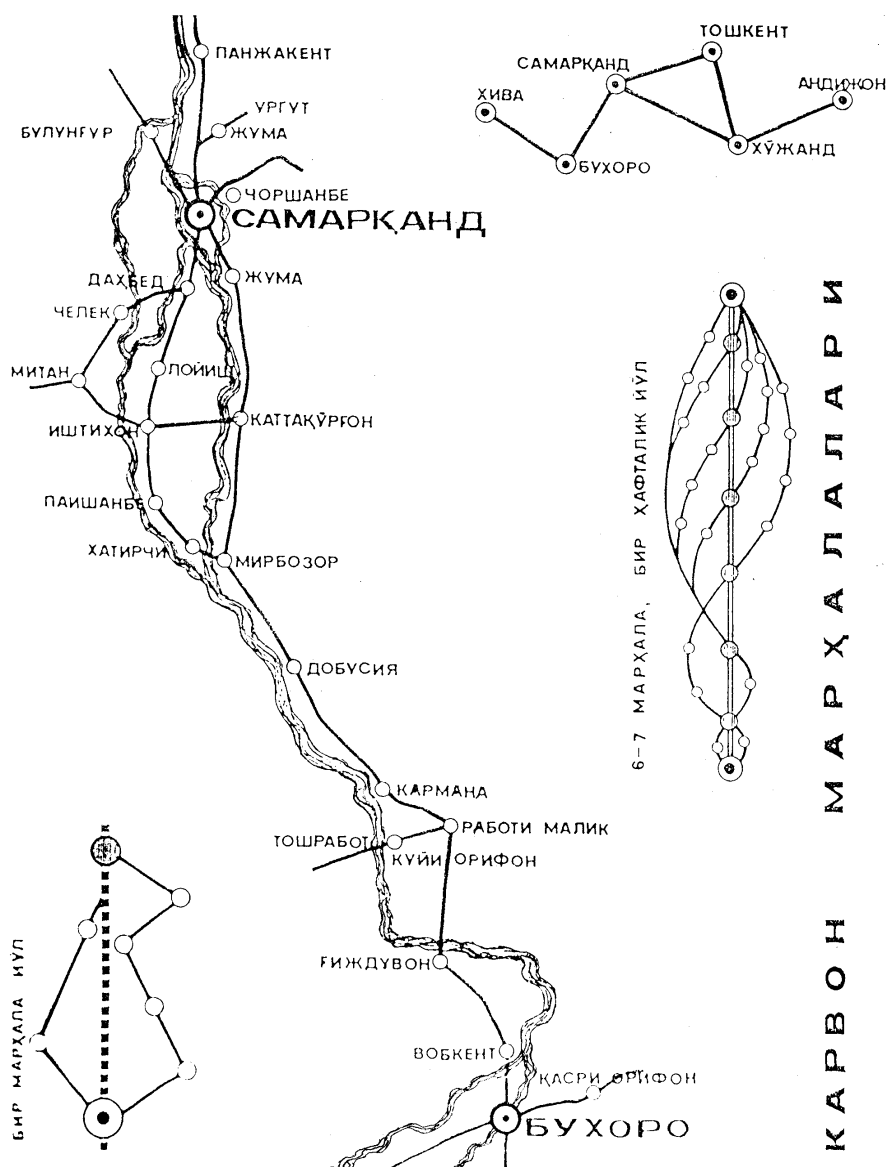 ПАНЖАКЕНТ
УРГУТ
БУЛУНҒУР
ЖУМА
ЧОРШАНБЕ
САМАРҚАНД
ДАҲБЕД
ЖУМА
ЧЕЛЕК
МИТАН
ЛОЙИШ
ИШТИХОН
КАТТАҚЎРҒОН
ПАИШАНБЕ
ХАТИРЧИ
МИРБОЗОР
ДОБУСИЯ
КАРМАНА
РАБОТИ МАЛИК
ТОШРАБОТ
КУЙИ ОРИФОН
ҒИЖДУВОН
ВОБКЕНТ
ҚАСРИ ОРИФОН
БУХОРО
ТОШКЕНТ
САМАРҚАНД
АНДИЖОН
ХИВА
ХЎЖАНД
БУХОРО
6–7 МАРҲАЛА, БИР ҲАФТАЛИК ЙЎЛ
БИР МАРҲАЛА ЙЎЛ
КАРВОН МАРҲАЛАЛАРИ